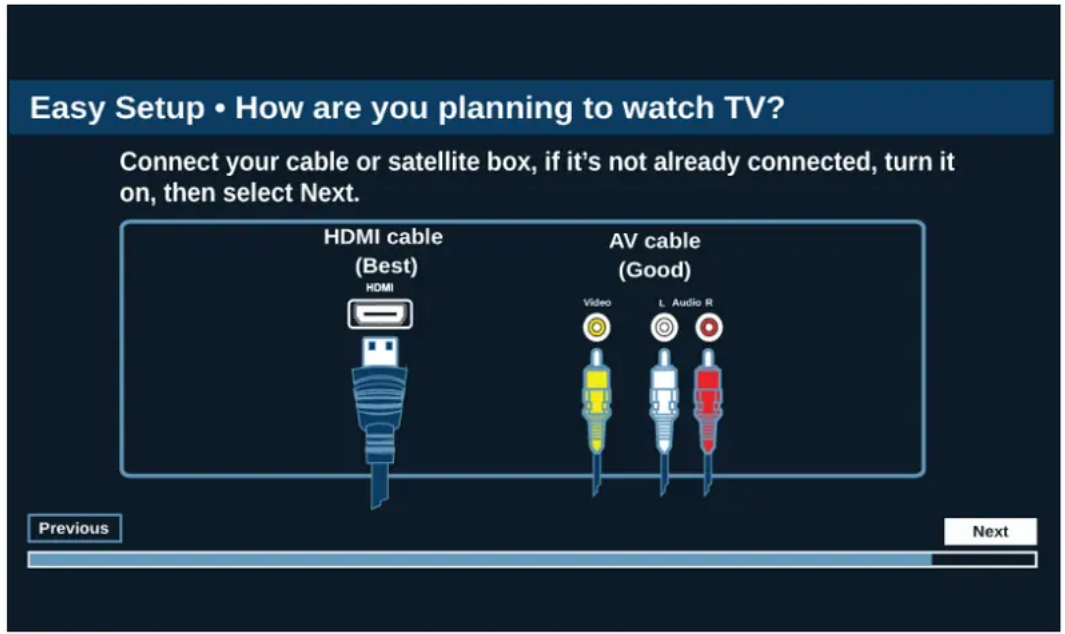 Easy Setup • How are you planning to watch TV?
Connect your cable or satellite box, if it’s not already connected, turn it
on, then select Next.
HDMI cable
(Best)
HDMI
AV cable
(Good)
Video
L Audio R
Previous
Next